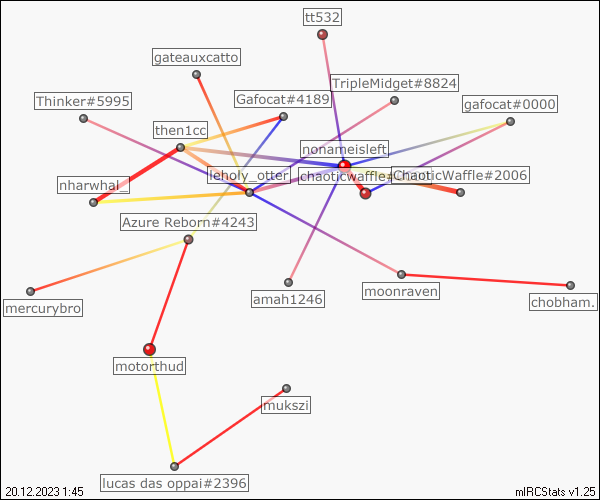 tt532
gateauxcatto
TripleMidget#8824
Thinker#5995
Gafocat#4189
gafocat#0000
then1cc
nonameisleft
leholy_otter
ChaoticWaffle#2006
nharwhal_
Azure Reborn#4243
mercurybro
amah1246
moonraven
chobham.
motorthud
mukszi
lucas das oppai#2396
20.12.2023 1:45
mIRCStats v1.25